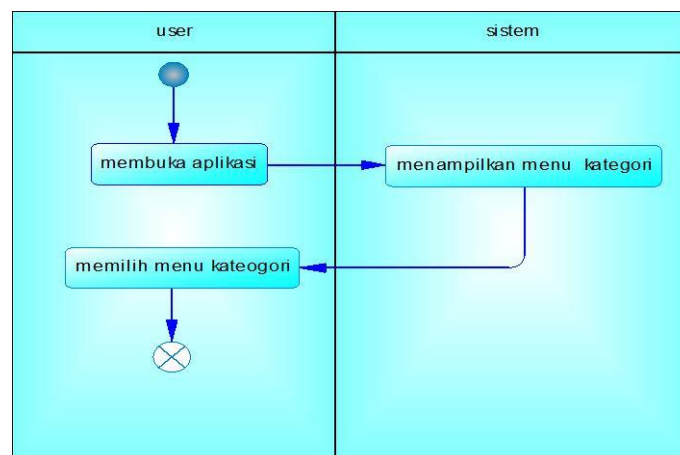 user
sistem
membuka aplikasi
menampilkan menu kategori
memilih menu kateogori